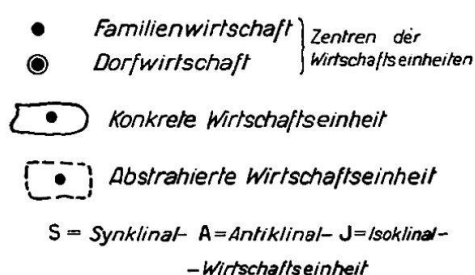 Familienwirtschaft
Dorfwirtschaft
Zentren der
Wirtschaftseinheiten
Konkrete Wirtschaftseinheit
Abstrahierte Wirtschaftseinheit
S = Synklinal- A=Antiklinal- J=Isoklinal-
-Wirtschaftseinheit